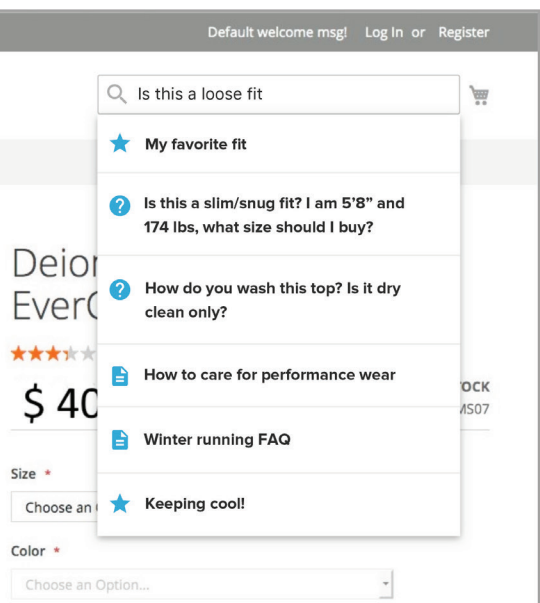 Default welcome msg! Log In or Register
Is this a loose fit
My favorite fit
Is this a slim/snug fit? I am 5’8” and
174 lbs, what size should I buy?
How do you wash this top? Is it dry
clean only?
How to care for performance wear
Winter running FAQ
Keeping cool!
$ 40
MS07
Size *
Choose an
Color *
Choose an Option...